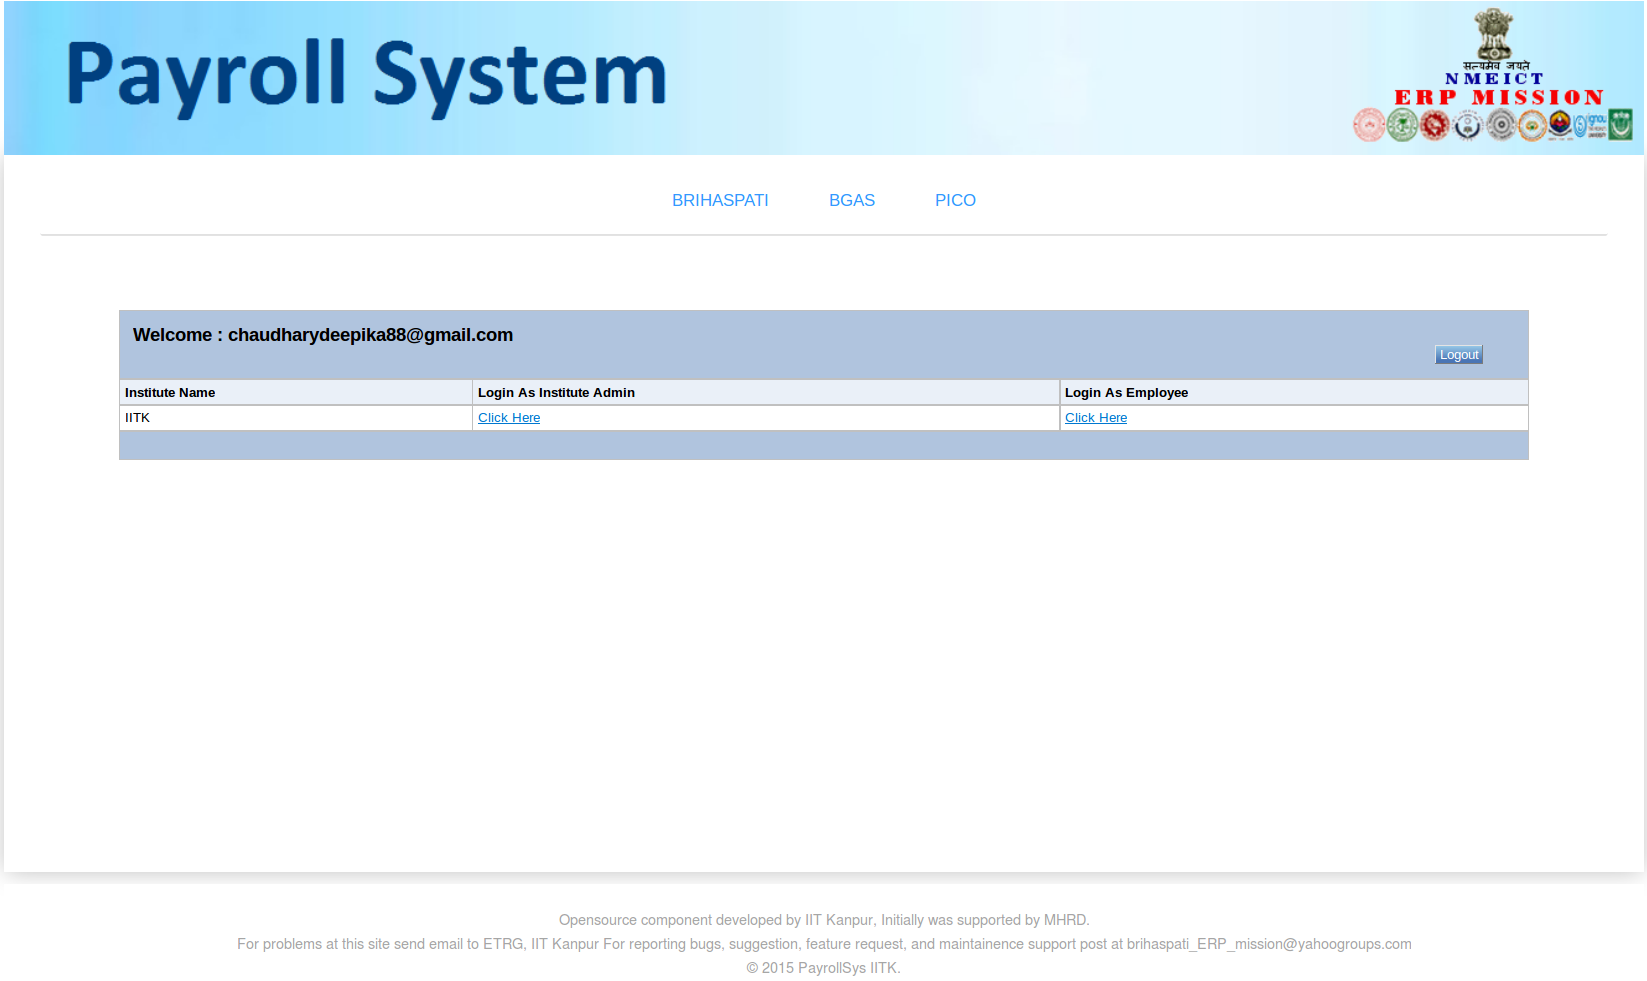 Payroll System
सत्यमेव जयते
NMEICT
ERP MISSION
ignou
BRIHASPATI BGAS PICO
Welcome : chaudharydeepika88@gmail.com
Logout
Institute Name Login As Institute Admin Login As Employee
IITK Click Here Click Here
Opensource component developed by IIT Kanpur, Initially was supported by MHRD.
For problems at this site send email to ETRG, IIT Kanpur For reporting bugs, suggestion, feature request, and maintainence support post at brihaspati_ERP_mission@yahoogroups.com
© 2015 PayrollSys IITK.